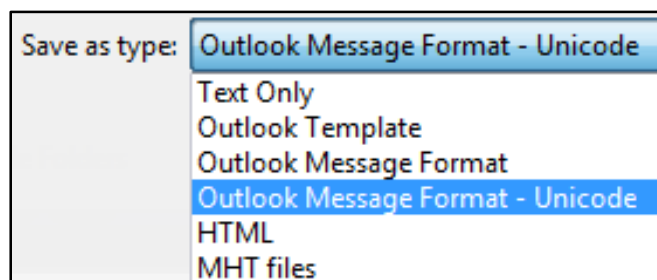 Save as type: Outlook Message Format - Unicode
Text Only
Outlook Template
Outlook Message Format
Outlook Message Format - Unicode
HTML
MHT files